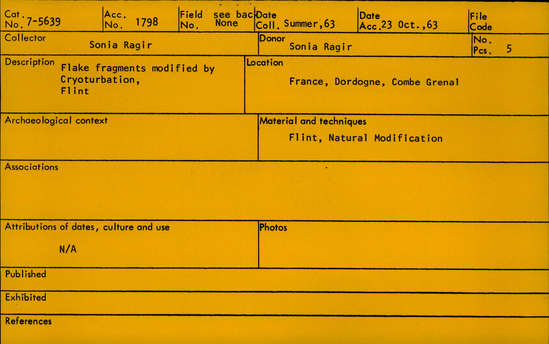 Cat. No. 7-5639 Acc. No. 1798 Field No. see back None Date Coll. Summer,63 Date Acc. 23 Oct.,63 File Code
Collector Sonia Ragir Donor Sonia Ragir No. Pcs. 5
Description Flake fragments modified by
Cryoturbation,
Flint
Location
France, Dordogne, Combe Grenal
Archaeological context
Material and techniques
Flint, Natural Modification
Associations
Attributions of dates, culture and use
N/A
Photos
Published
Exhibited
References